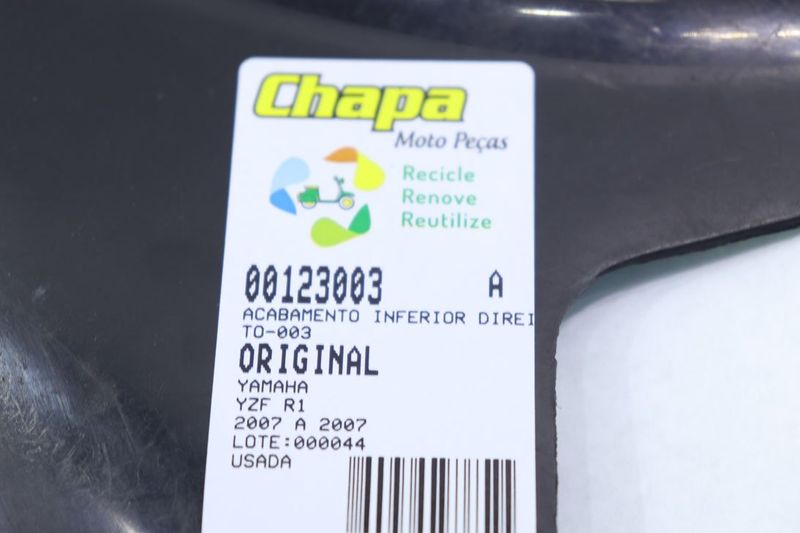 Chapa
Moto Peças
Recicle
Renove
Reutilize
00123003 A
ACABAMENTO INFERIOR DIREI
TO-003
ORIGINAL
YAMAHA
YZF R1
2007 A 2007
LOTE:000044
USADA